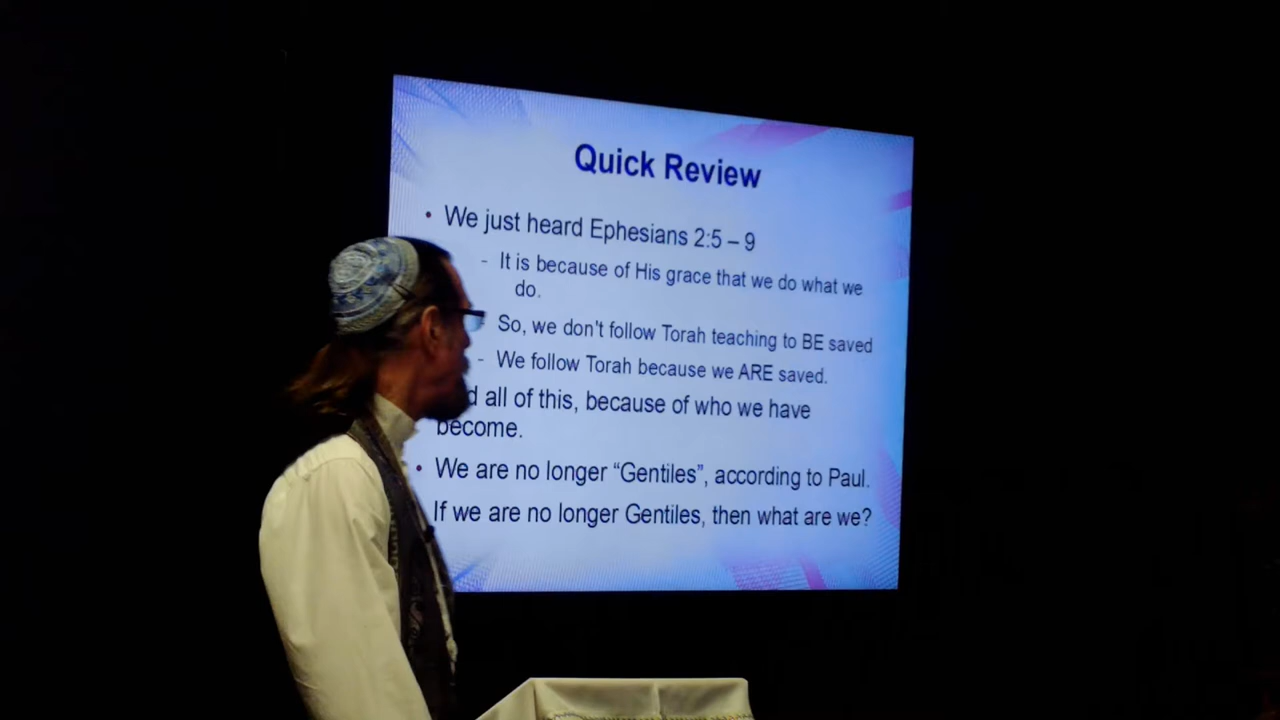 Quick Review
• We just heard Ephesians 2:5 – 9
- It is because of His grace that we do what we
do.
So, we don't follow Torah teaching to BE saved
- We follow Torah because we ARE saved.
all of this, because of who we have
become.
• We are no longer “Gentiles”, according to Paul.
If we are no longer Gentiles, then what are we?